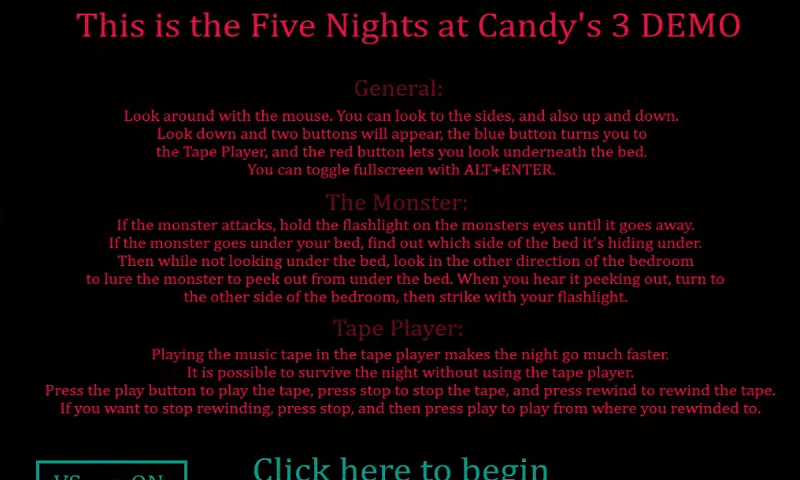 This is the Five Nights at Candy's 3 DEMO
General:
Look around with the mouse. You can look to the sides, and also up and down.
Look down and two buttons will appear, the blue button turns you to
the Tape Player, and the red button lets you look underneath the bed.
You can toggle fullscreen with ALT+ENTER.
The Monster:
If the monster attacks, hold the flashlight on the monsters eyes until it goes away.
If the monster goes under your bed, find out which side of the bed it's hiding under.
Then while not looking under the bed, look in the other direction of the bedroom
to lure the monster to peek out from under the bed. When you hear it peeking out, turn to
the other side of the bedroom, then strike with your flashlight.
Tape Player:
Playing the music tape in the tape player makes the night go much faster.
It is possible to survive the night without using the tape player.
Press the play button to play the tape, press stop to stop the tape, and press rewind to rewind the tape.
If you want to stop rewinding, press stop, and then press play to play from where you rewinded to.
Click here to begin